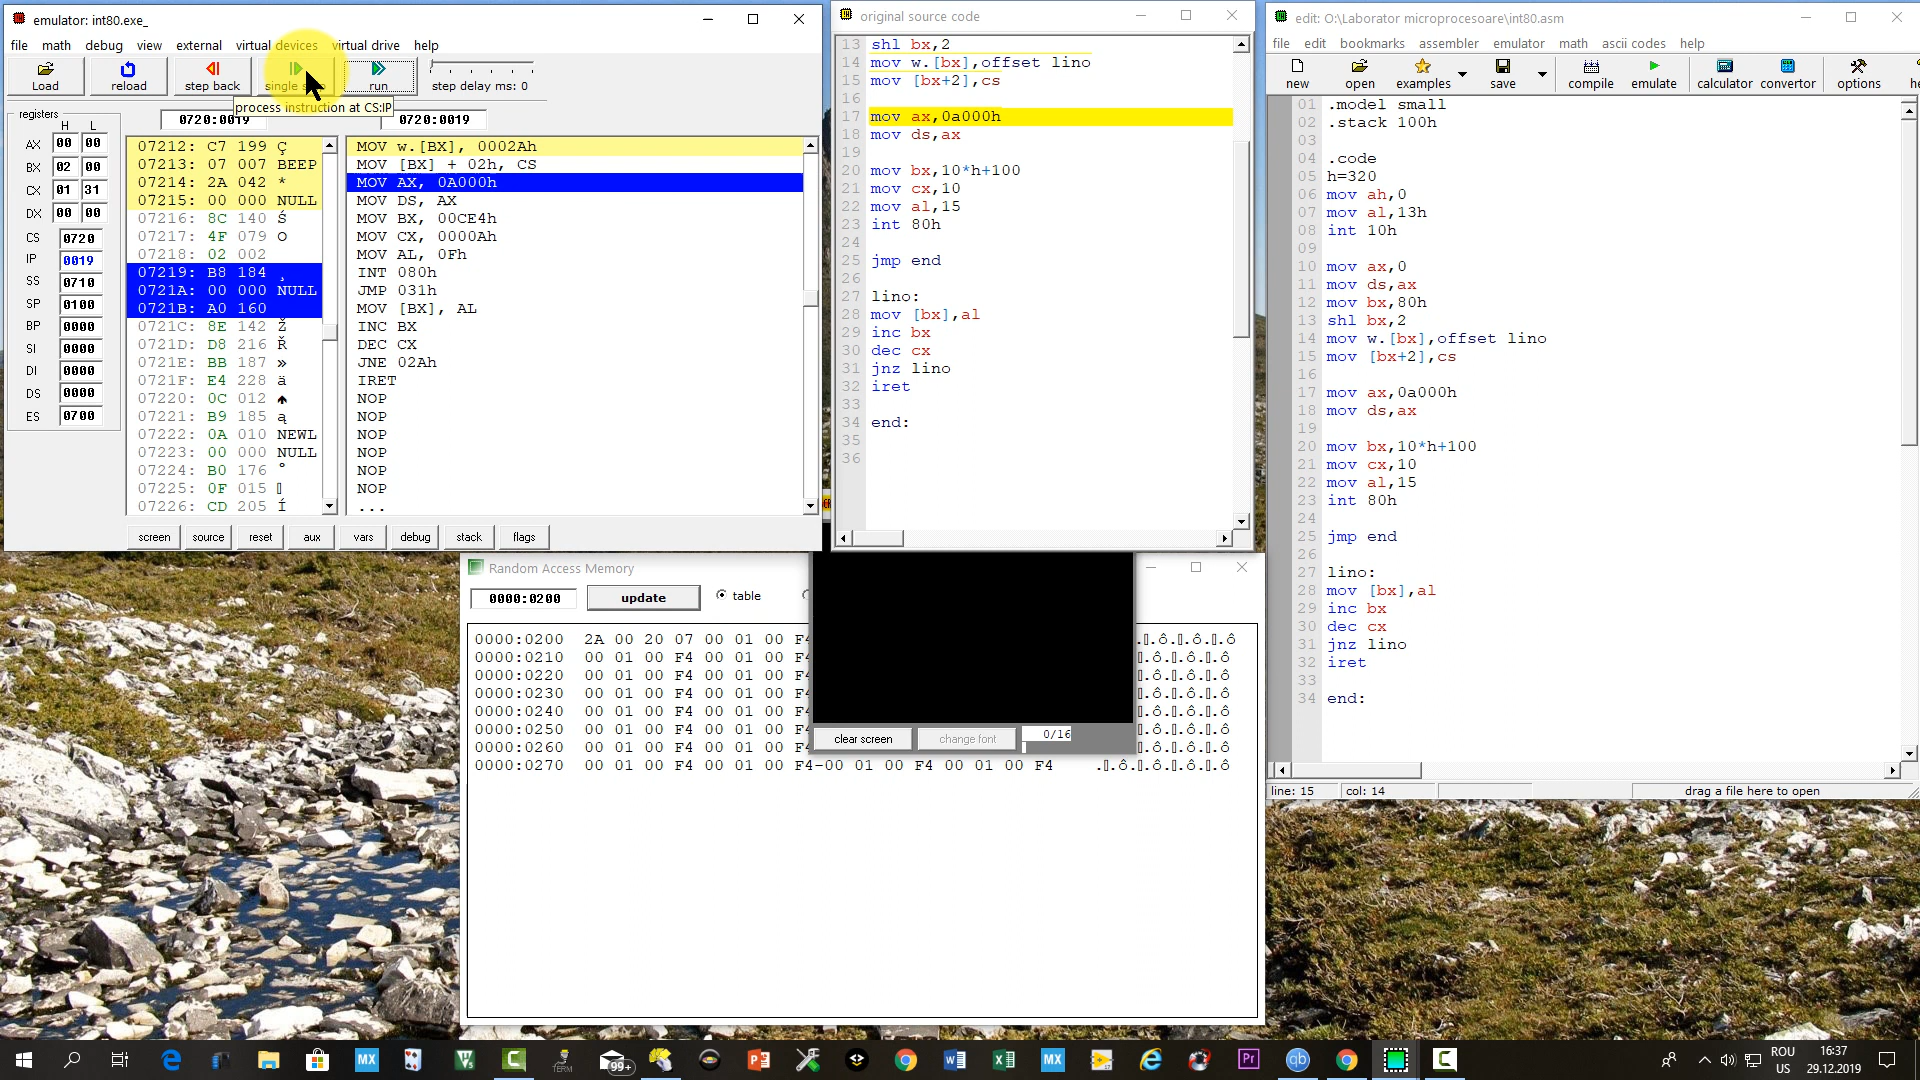 emulator: int80.exe_
file math debug view external virtual devices virtual drive help
Load reload step back single step run step delay ms: 0
process instruction at CS:IP
registers
H L
0720:0019 0720:0019
AX 00 00
BX 02 00
CX 01 31
DX 00 00
CS 0720
IP 0019
SS 0710
SP 0100
BP 0000
SI 0000
DI 0000
DS 0000
ES 0700
07212: C7 199 Ç
07213: 07 007 BEEP
07214: 2A 042 *
07215: 00 000 NULL
07216: 8C 140 Ś
07217: 4F 079 O
07218: 02 002
07219: B8 184 ¸
0721A: 00 000 NULL
0721B: A0 160
0721C: 8E 142 Ž
0721D: D8 216 Ř
0721E: BB 187 »
0721F: E4 228 ä
07220: 0C 012
07221: B9 185 ą
07222: 0A 010 NEWL
07223: 00 000 NULL
07224: B0 176 °
07225: 0F 015
07226: CD 205 Í
MOV w.[BX], 0002Ah
MOV [BX] + 02h, CS
MOV AX, 0A000h
MOV DS, AX
MOV BX, 00CE4h
MOV CX, 0000Ah
MOV AL, 0Fh
INT 080h
JMP 031h
MOV [BX], AL
INC BX
DEC CX
JNE 02Ah
IRET
NOP
NOP
NOP
NOP
NOP
NOP
...
screen source reset aux vars debug stack flags
original source code
13 shl bx,2
14 mov w.[bx],offset lino
15 mov [bx+2],cs
16
17 mov ax,0a000h
18 mov ds,ax
19
20 mov bx,10*h+100
21 mov cx,10
22 mov al,15
23 int 80h
24
25 jmp end
26
27 lino:
28 mov [bx],al
29 inc bx
30 dec cx
31 jnz lino
32 iret
33
34 end:
35
36
edit: O:\Laborator microprocesoare\int80.asm
file edit bookmarks assembler emulator math ascii codes help
new open examples save compile emulate calculator convertor options
01 .model small
02 .stack 100h
03
04 .code
05 h=320
06 mov ah,0
07 mov al,13h
08 int 10h
09
10 mov ax,0
11 mov ds,ax
12 mov bx,80h
13 shl bx,2
14 mov w.[bx],offset lino
15 mov [bx+2],cs
16
17 mov ax,0a000h
18 mov ds,ax
19
20 mov bx,10*h+100
21 mov cx,10
22 mov al,15
23 int 80h
24
25 jmp end
26
27 lino:
28 mov [bx],al
29 inc bx
30 dec cx
31 jnz lino
32 iret
33
34 end:
line: 15 col: 14 drag a file here to open
Random Access Memory
0000:0200 update table
0000:0200 2A 00 20 07 00 01 00 F4
0000:0210 00 01 00 F4 00 01 00
0000:0220 00 01 00 F4 00 01 00
0000:0230 00 01 00 F4 00 01 00
0000:0240 00 01 00 F4 00 01 00
0000:0250 00 01 00 F4 00 01 00
0000:0260 00 01 00 F4 00 01 00
0000:0270 00 01 00 F4 00 01 00 F4-00 01 00 F4 00 01 00 F4 .▯.ô.▯.ô.▯.ô.▯.ô
clear screen change font 0/16
99+
ROU
US
16:37
29.12.2019